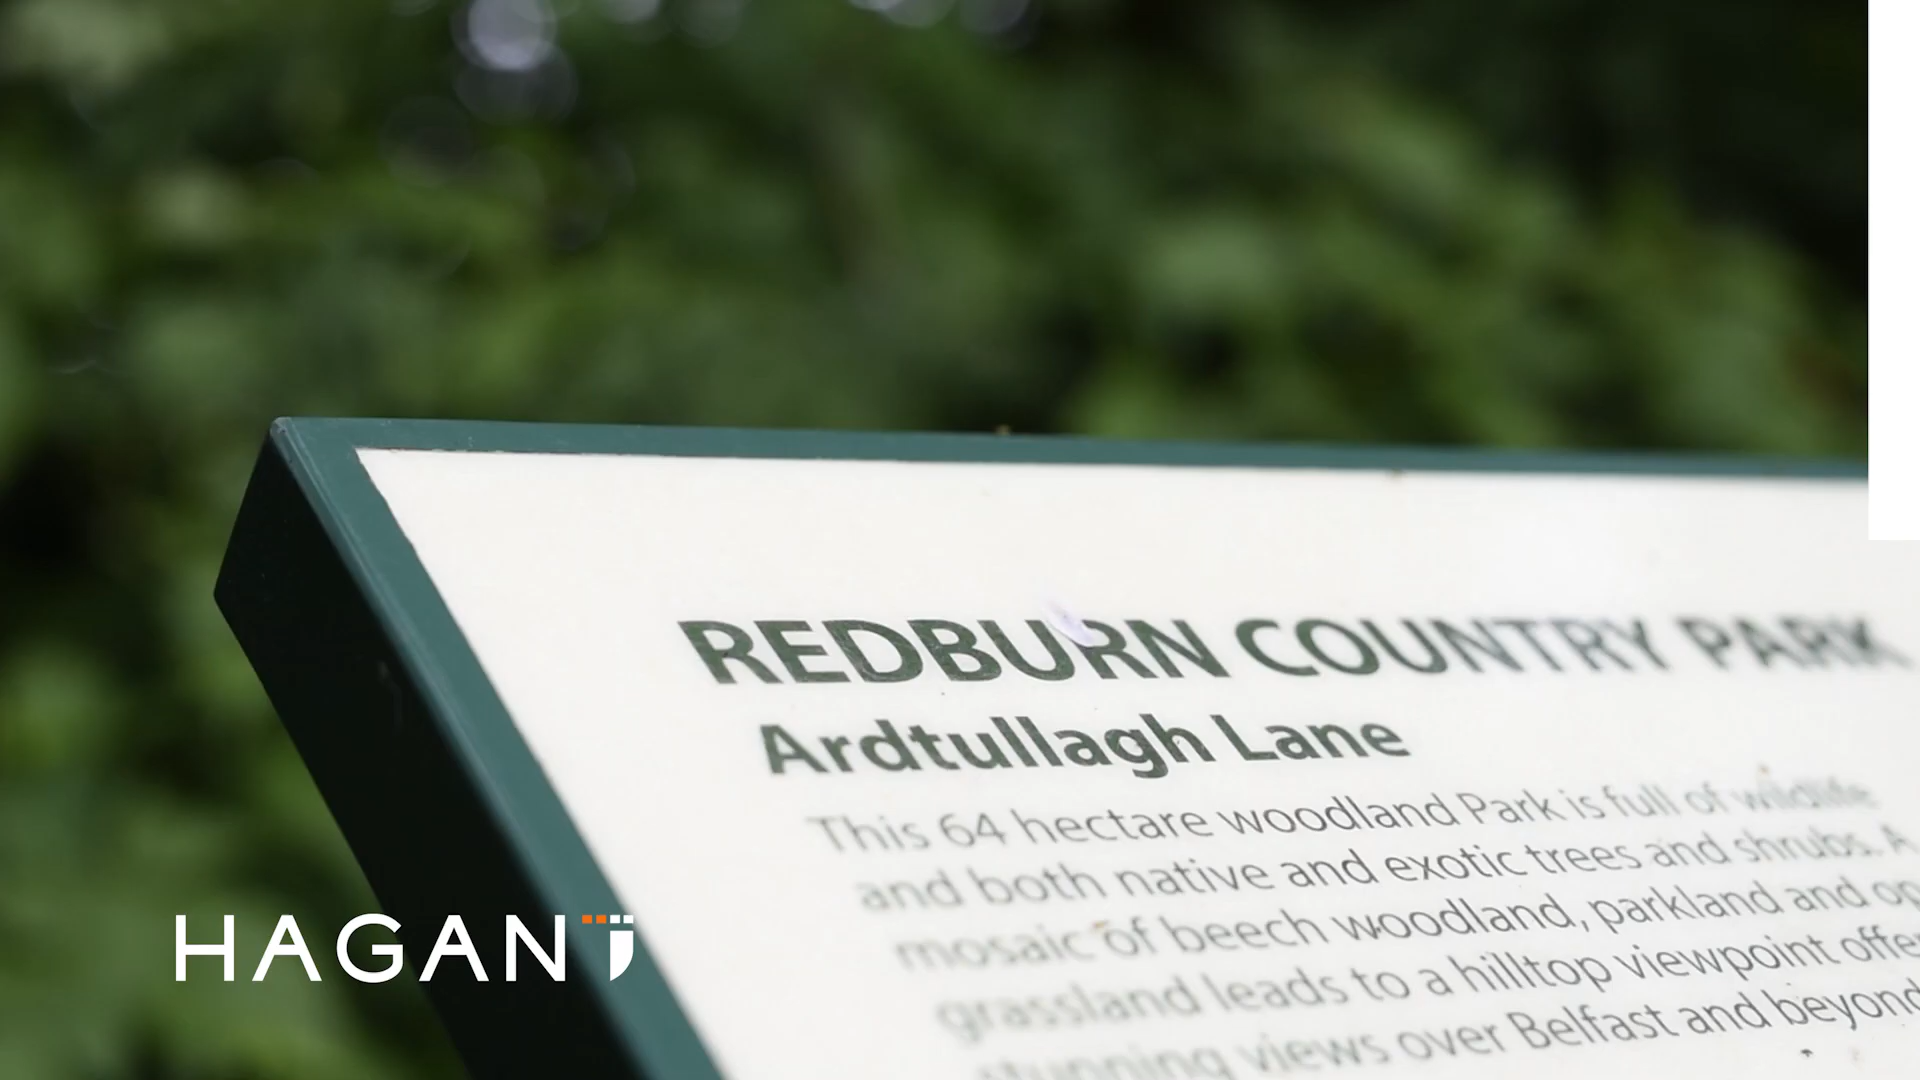 REDBURN COUNTRY PARK
Ardtullagh Lane
This 64 hectare woodland Park is full of wildlife
and both native and exotic trees and shrubs. A
mosaic of beech woodland, parkland and
grassland leads to a hilltop viewpoint
stunning views over Belfast and beyond
HAGAN